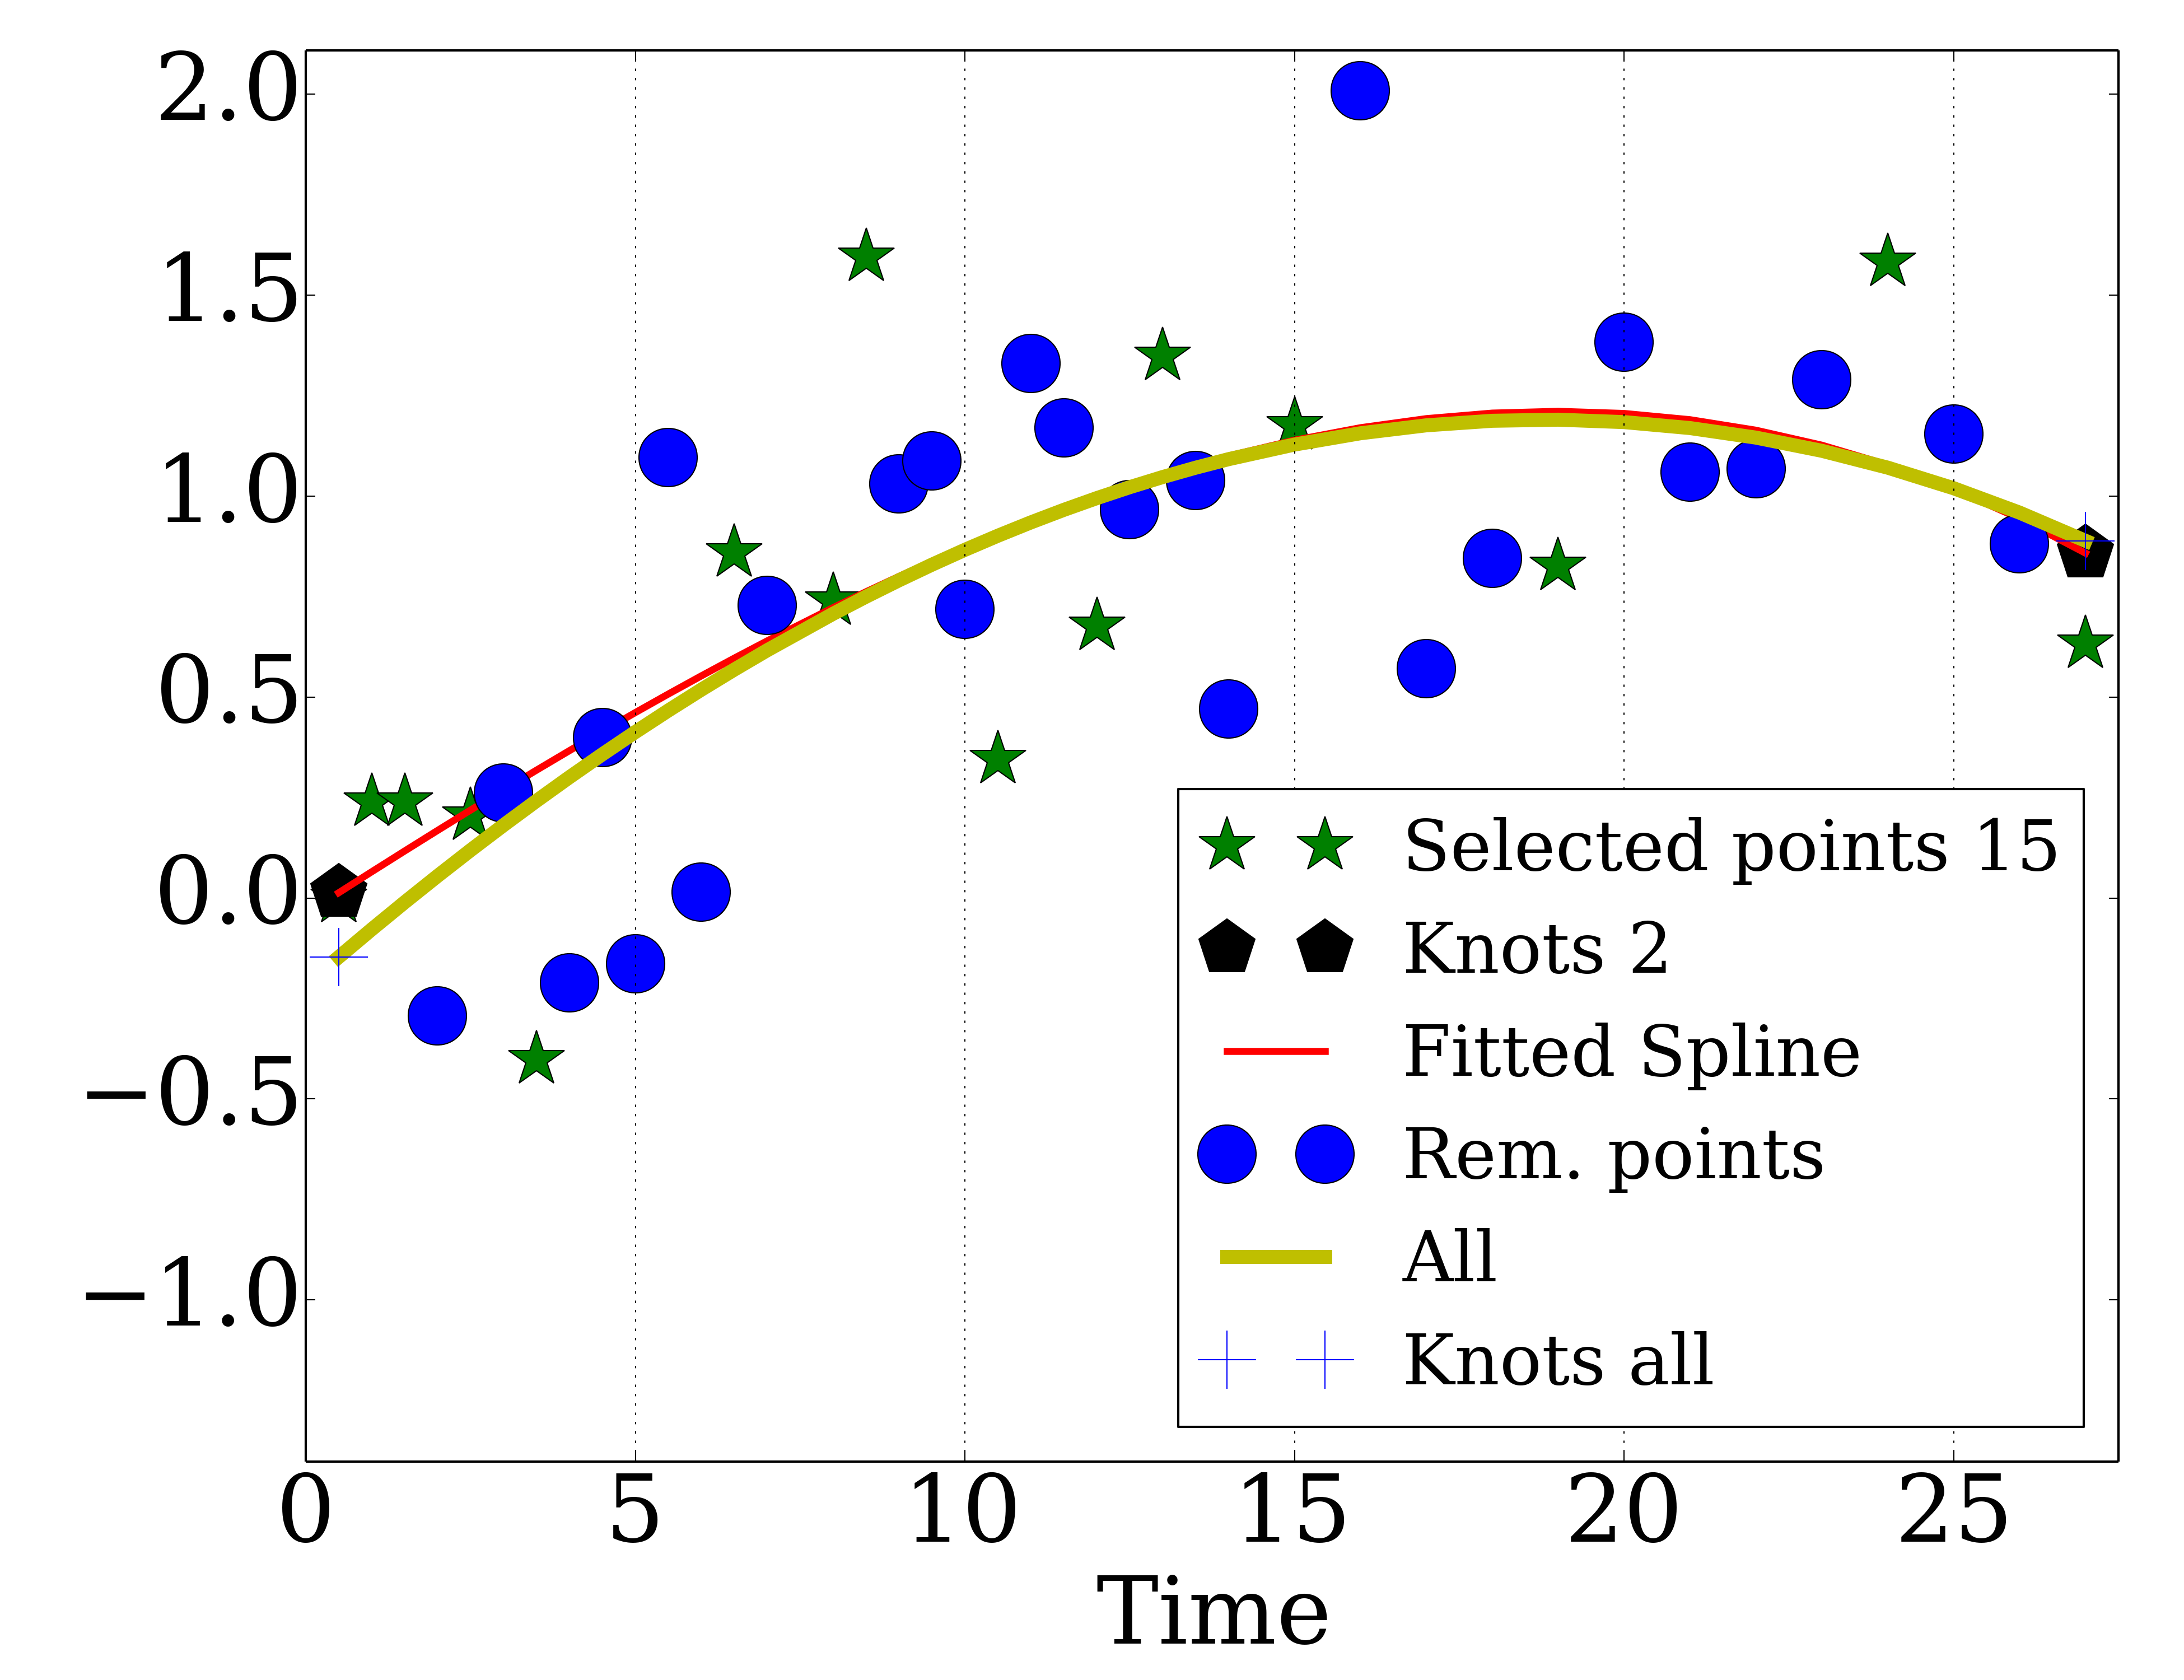 2.0
1.5
1.0
0.5
0.0
−0.5
−1.0
Selected points 15
Knots 2
Fitted Spline
Rem. points
All
Knots all
0 5 10 15 20 25
Time